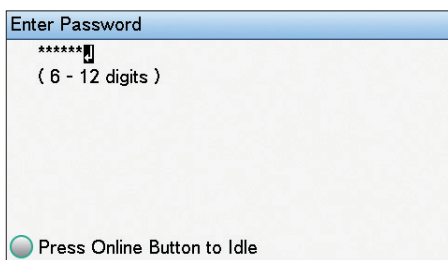 Enter Password
******↲
( 6 - 12 digits )
Press Online Button to Idle